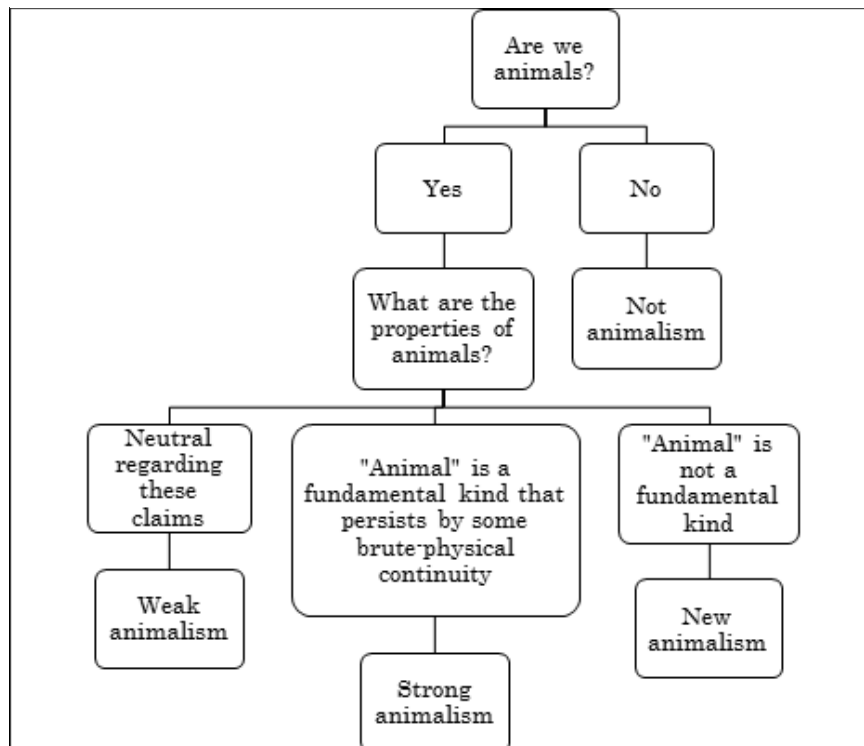 Are we
animals?
Yes
No
What are the
properties of
animals?
Not
animalism
Neutral
regarding
these
claims
"Animal" is a
fundamental kind that
persists by some
brute-physical
continuity
"Animal" is
not a
fundamental
kind
Weak
animalism
Strong
animalism
New
animalism